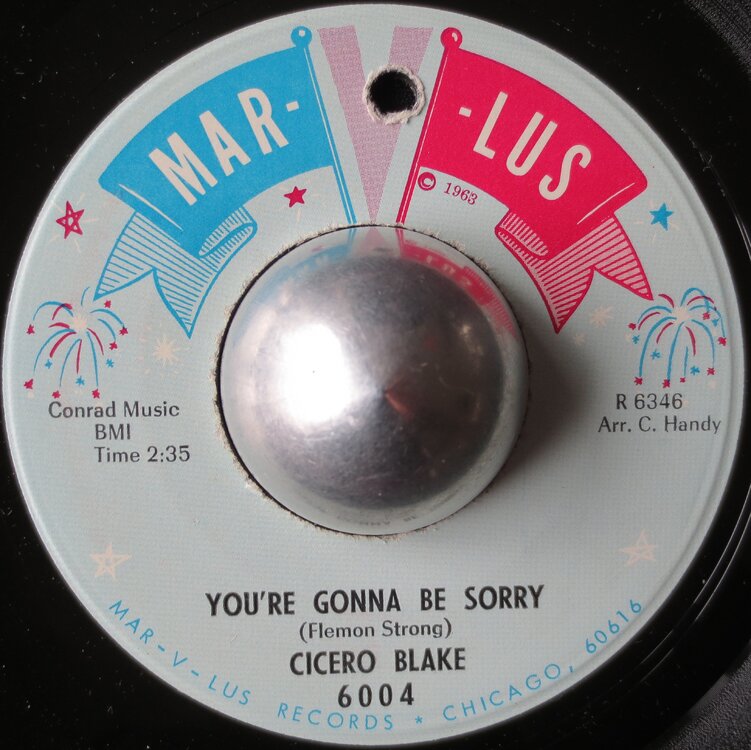 MAR- V -LUS
© 1963
Conrad Music
BMI
Time 2:35
R 6346
Arr. C. Handy
YOU'RE GONNA BE SORRY
(Flemon Strong)
CICERO BLAKE
6004
MAR-V-LUS RECORDS * CHICAGO, 60616